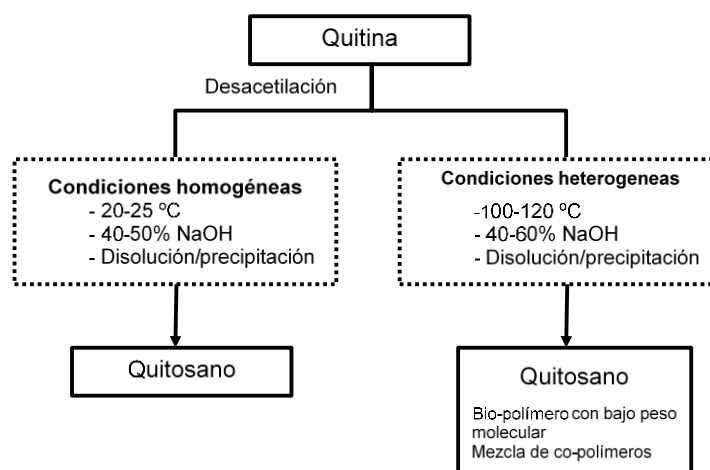 Quitina
Desacetilación
Condiciones homogéneas
- 20-25 ºC
- 40-50% NaOH
- Disolución/precipitación
Condiciones heterogeneas
-100-120 ºC
- 40-60% NaOH
- Disolución/precipitación
Quitosano
Quitosano
Bio-polímero con bajo peso
molecular
Mezcla de co-polímeros